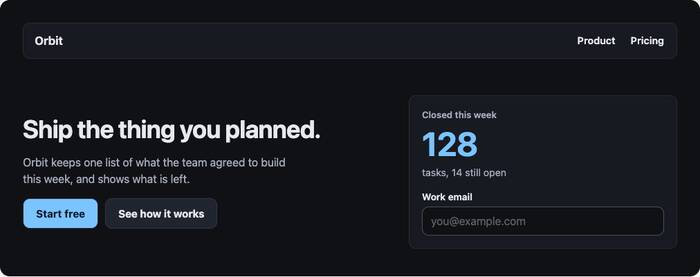 Orbit
Product
Pricing
Ship the thing you planned.
Orbit keeps one list of what the team agreed to build
this week, and shows what is left.
Start free
See how it works
Closed this week
128
tasks, 14 still open
Work email
you@example.com